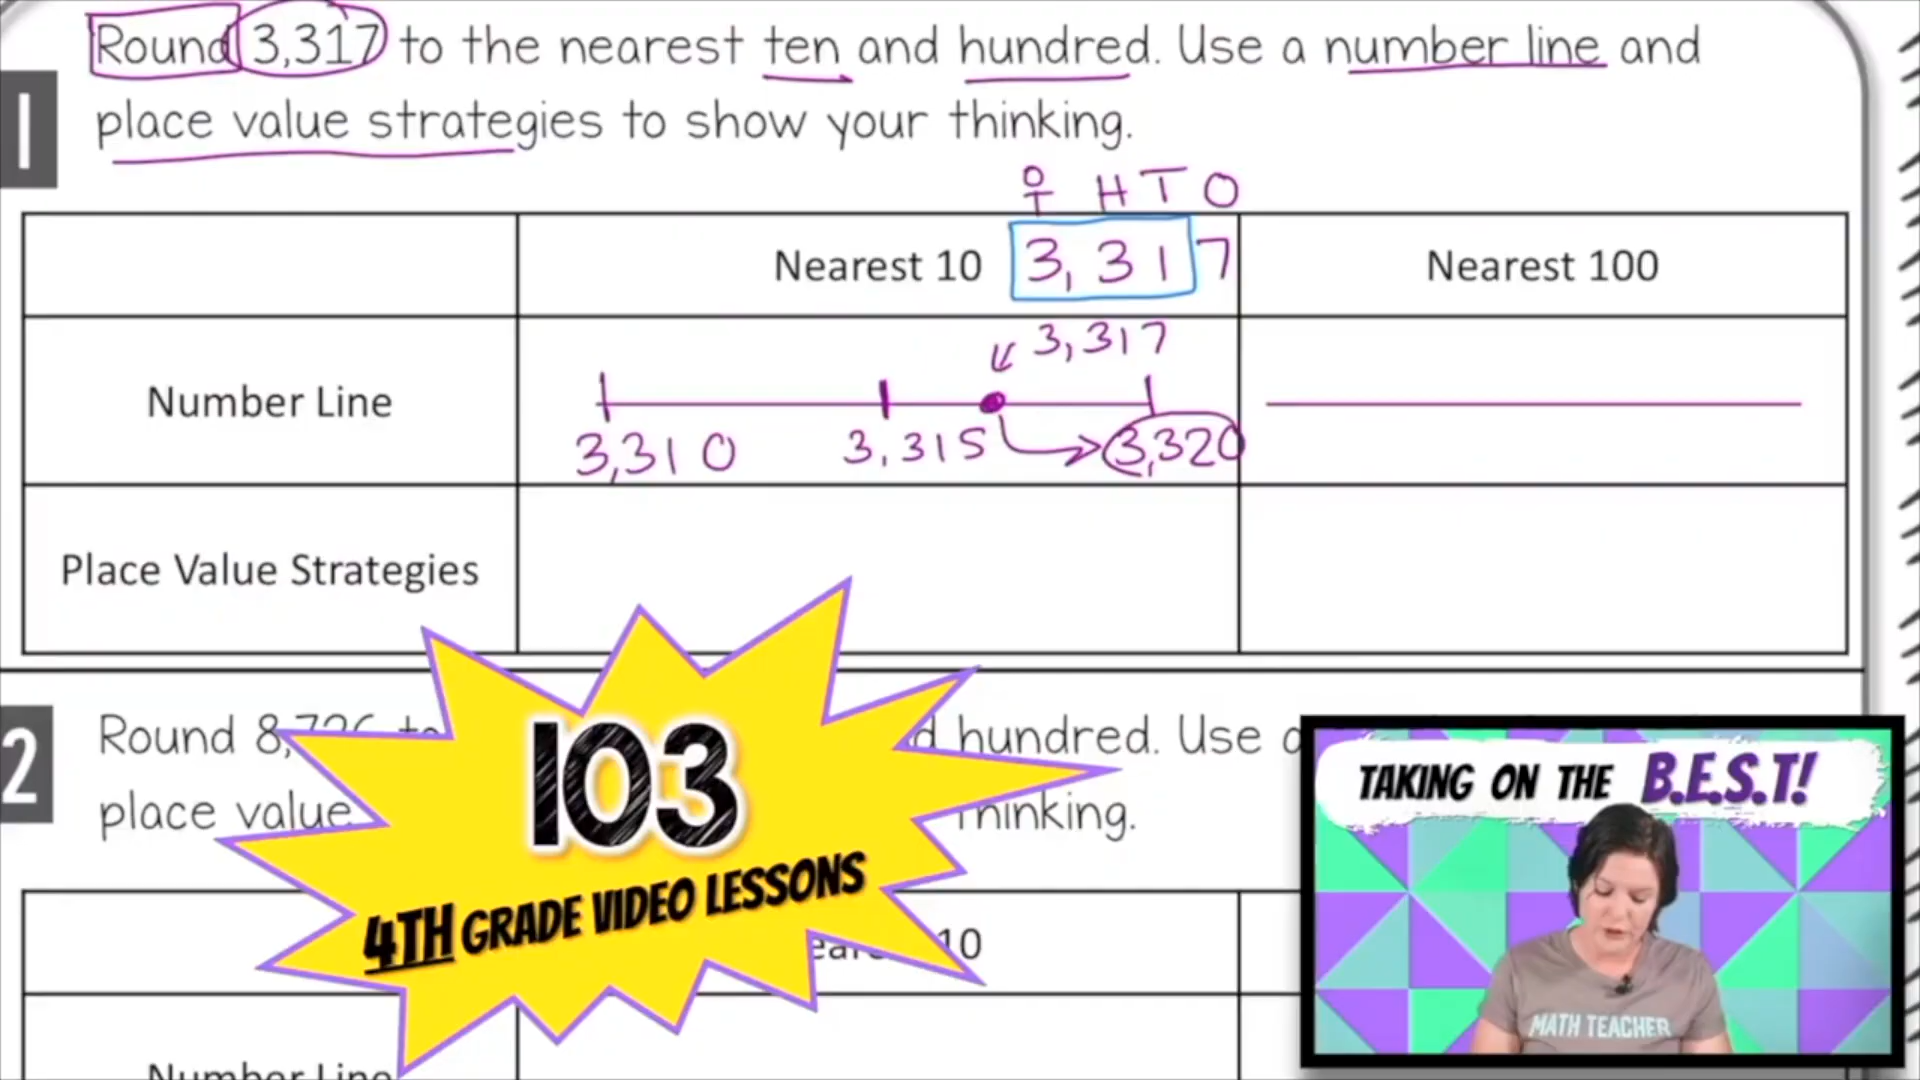 Round 3,317 to the nearest ten and hundred. Use a number line and
1
place value strategies to show your thinking.
T H T O
Nearest 10 3,317 Nearest 100
3,317
Number Line
3,310 3,315 3,320
Place Value Strategies
2
Round hundred. Use a
place value thinking.
103
4TH GRADE VIDEO LESSONS
10
Number Line
TAKING ON THE B.E.S.T!
MATH TEACHER